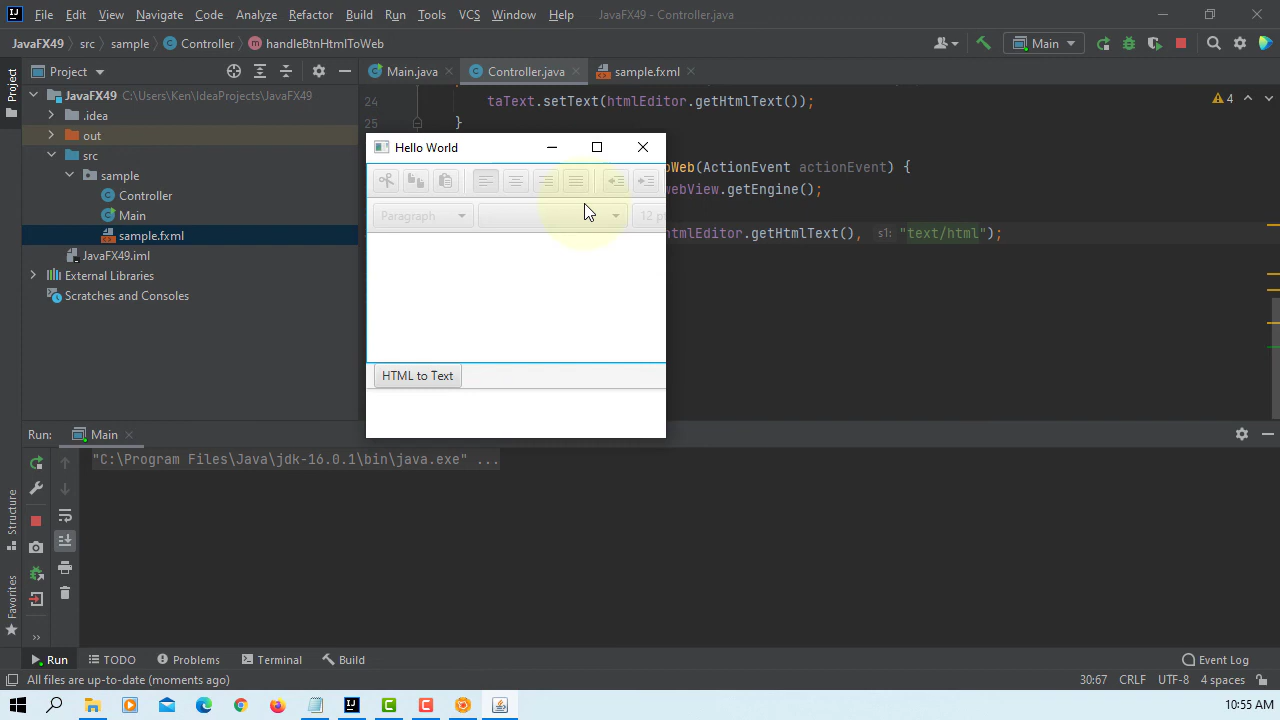 File Edit View Navigate Code Analyze Refactor Build Run Tools VCS Window Help JavaFX49 - Controller.java
JavaFX49 src sample Controller handleBtnHtmlToWeb Main
Project Main.java Controller.java sample.fxml
JavaFX49 C:\Users\Ken\IdeaProjects\JavaFX49
.idea
out
src
sample
Controller
Main
sample.fxml
JavaFX49.iml
External Libraries
Scratches and Consoles
24 taText.setText(htmlEditor.getHtmlText());
25 }
4
oWeb(ActionEvent actionEvent) {
webView.getEngine();
htmlEditor.getHtmlText(), s1: "text/html");
Hello World
Paragraph 12 pt
HTML to Text
Run: Main
"C:\Program Files\Java\jdk-16.0.1\bin\java.exe" ...
Project
Structure
Favorites
Run TODO Problems Terminal Build Event Log
All files are up-to-date (moments ago) 30:67 CRLF UTF-8 4 spaces
10:55 AM